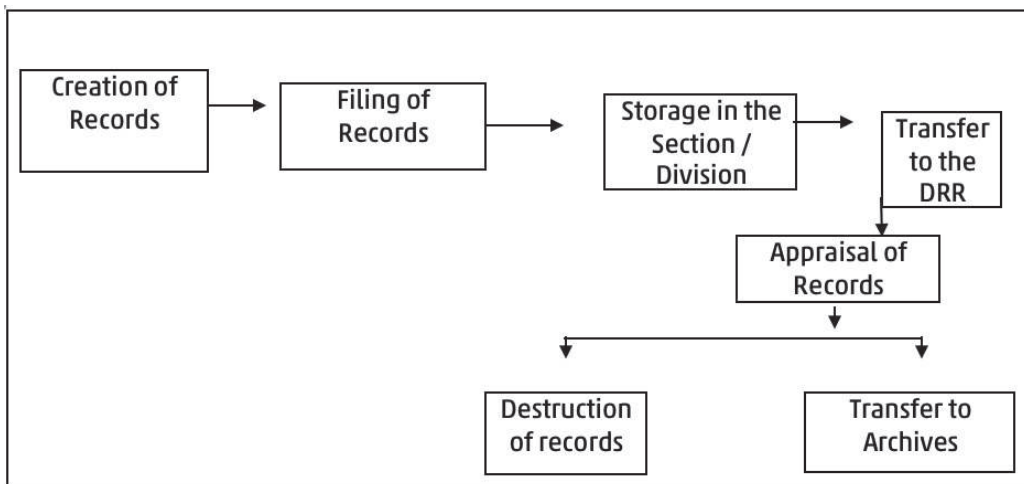 Creation of
Records
Filing of
Records
Storage in the
Section /
Division
Transfer
to the
DRR
Appraisal of
Records
Destruction
of records
Transfer to
Archives